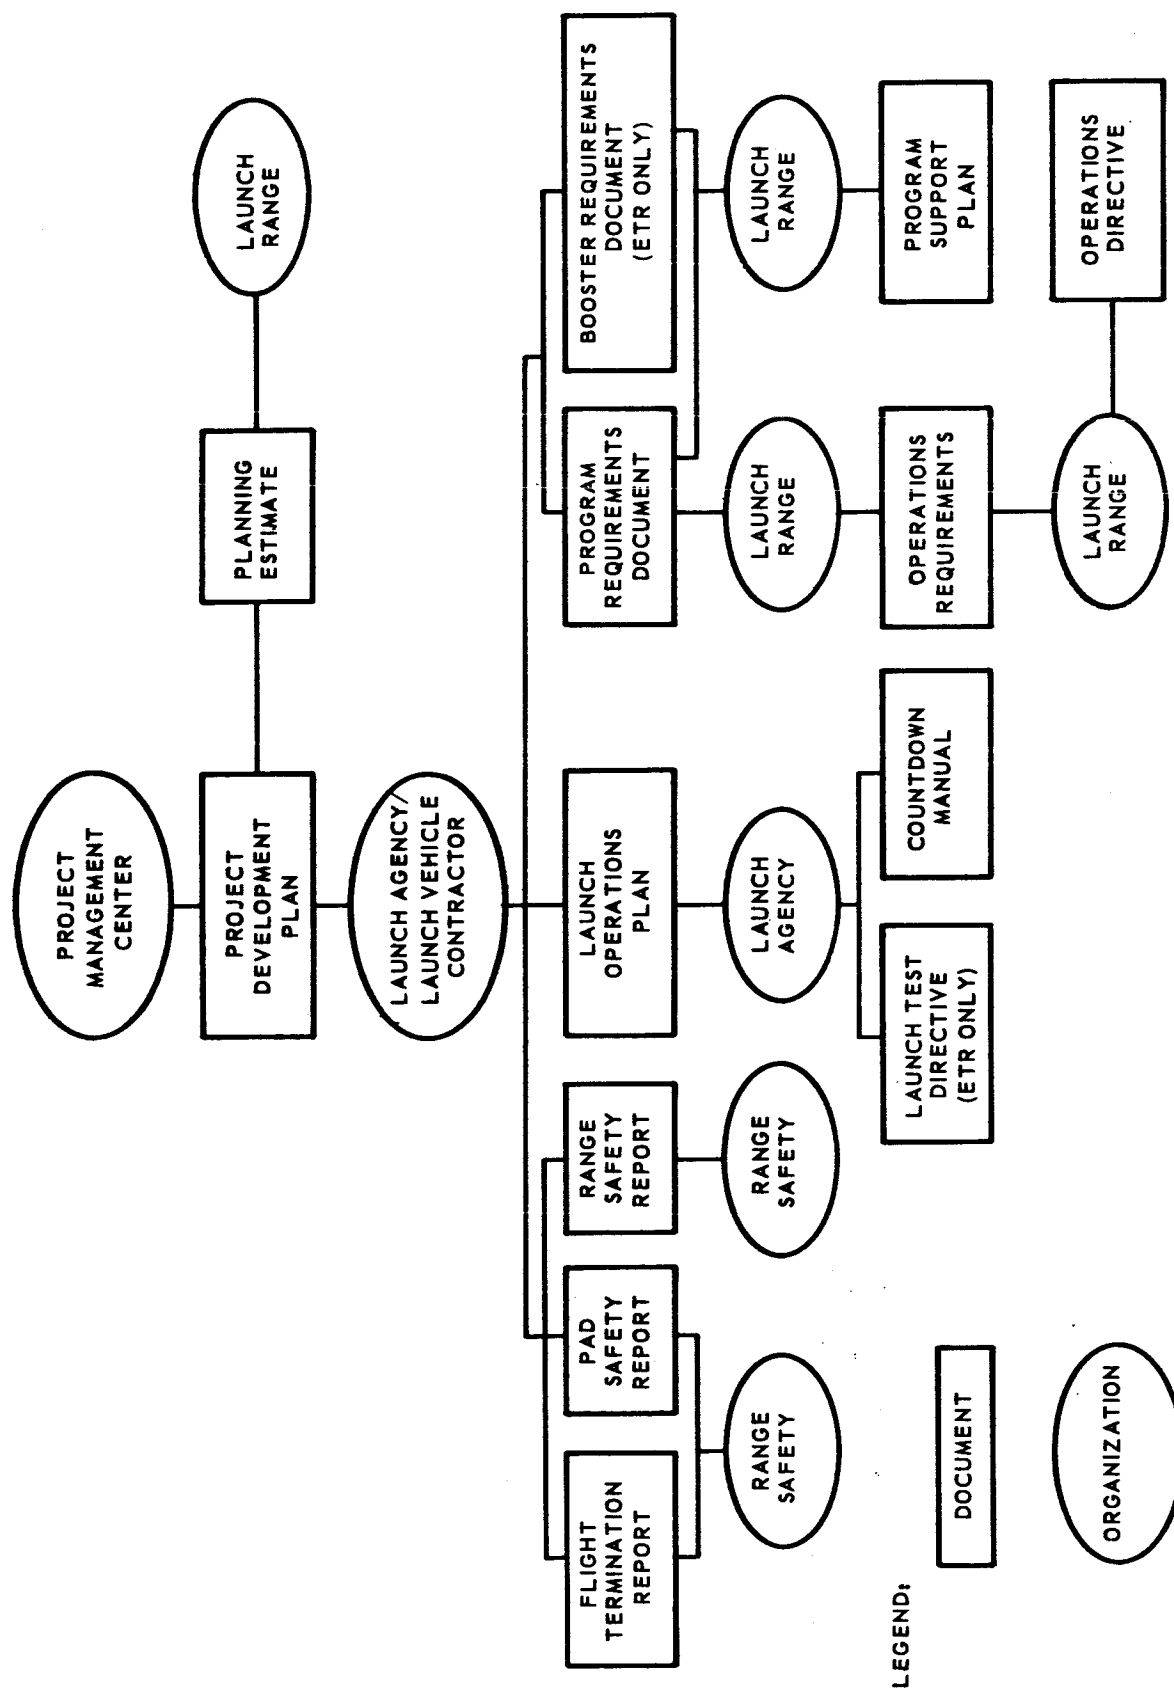 PROJECT
MANAGEMENT
CENTER
PROJECT
DEVELOPMENT
PLAN
PLANNING
ESTIMATE
LAUNCH
RANGE
LAUNCH AGENCY/
LAUNCH VEHICLE
CONTRACTOR
FLIGHT
TERMINATION
REPORT
PAD
SAFETY
REPORT
RANGE
SAFETY
REPORT
LAUNCH
OPERATIONS
PLAN
PROGRAM
REQUIREMENTS
DOCUMENT
BOOSTER REQUIREMENTS
DOCUMENT
(ETR ONLY)
RANGE
SAFETY
RANGE
SAFETY
LAUNCH
AGENCY
LAUNCH
RANGE
LAUNCH
RANGE
LAUNCH TEST
DIRECTIVE
(ETR ONLY)
COUNTDOWN
MANUAL
OPERATIONS
REQUIREMENTS
PROGRAM
SUPPORT
PLAN
LAUNCH
RANGE
OPERATIONS
DIRECTIVE
LEGEND:
DOCUMENT
ORGANIZATION